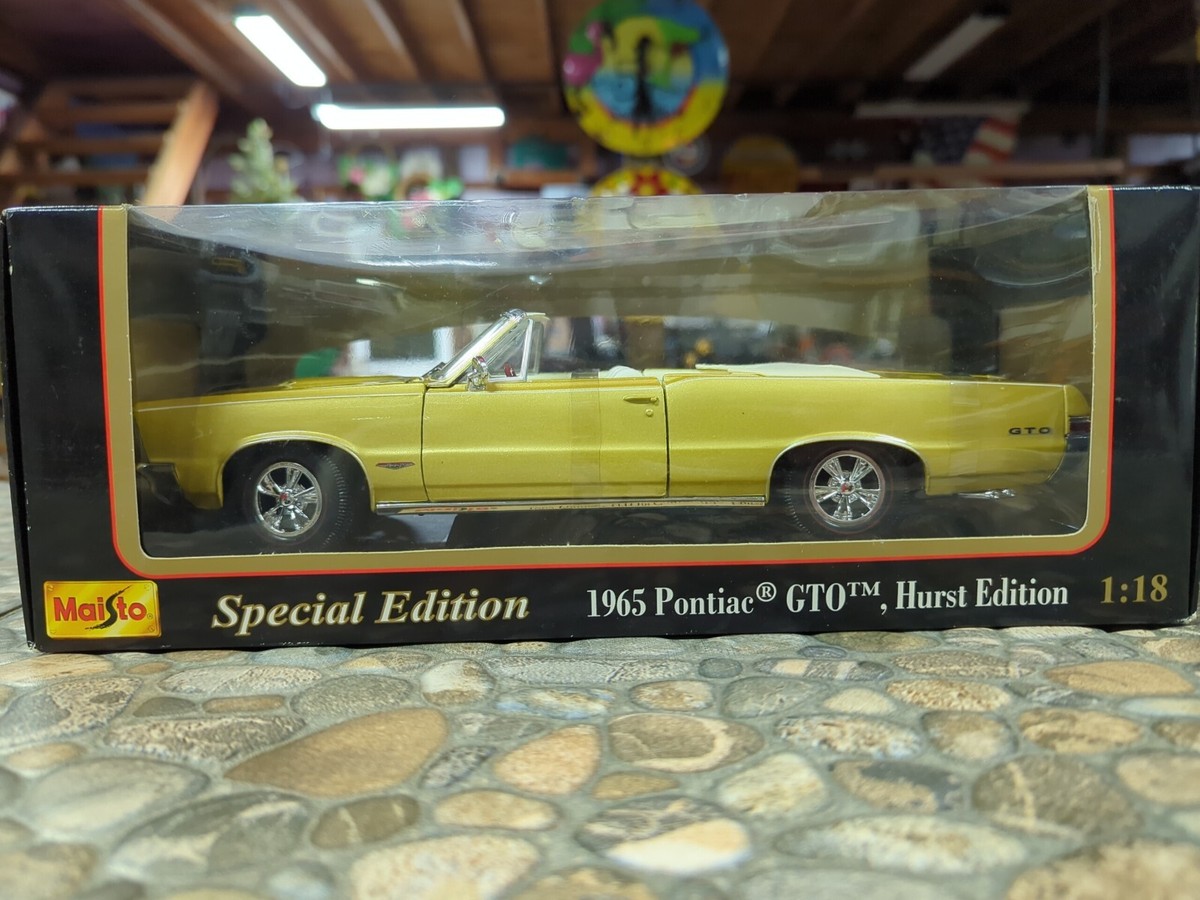 GTO
Maisto
Special Edition
1965 Pontiac® GTO™, Hurst Edition
1:18